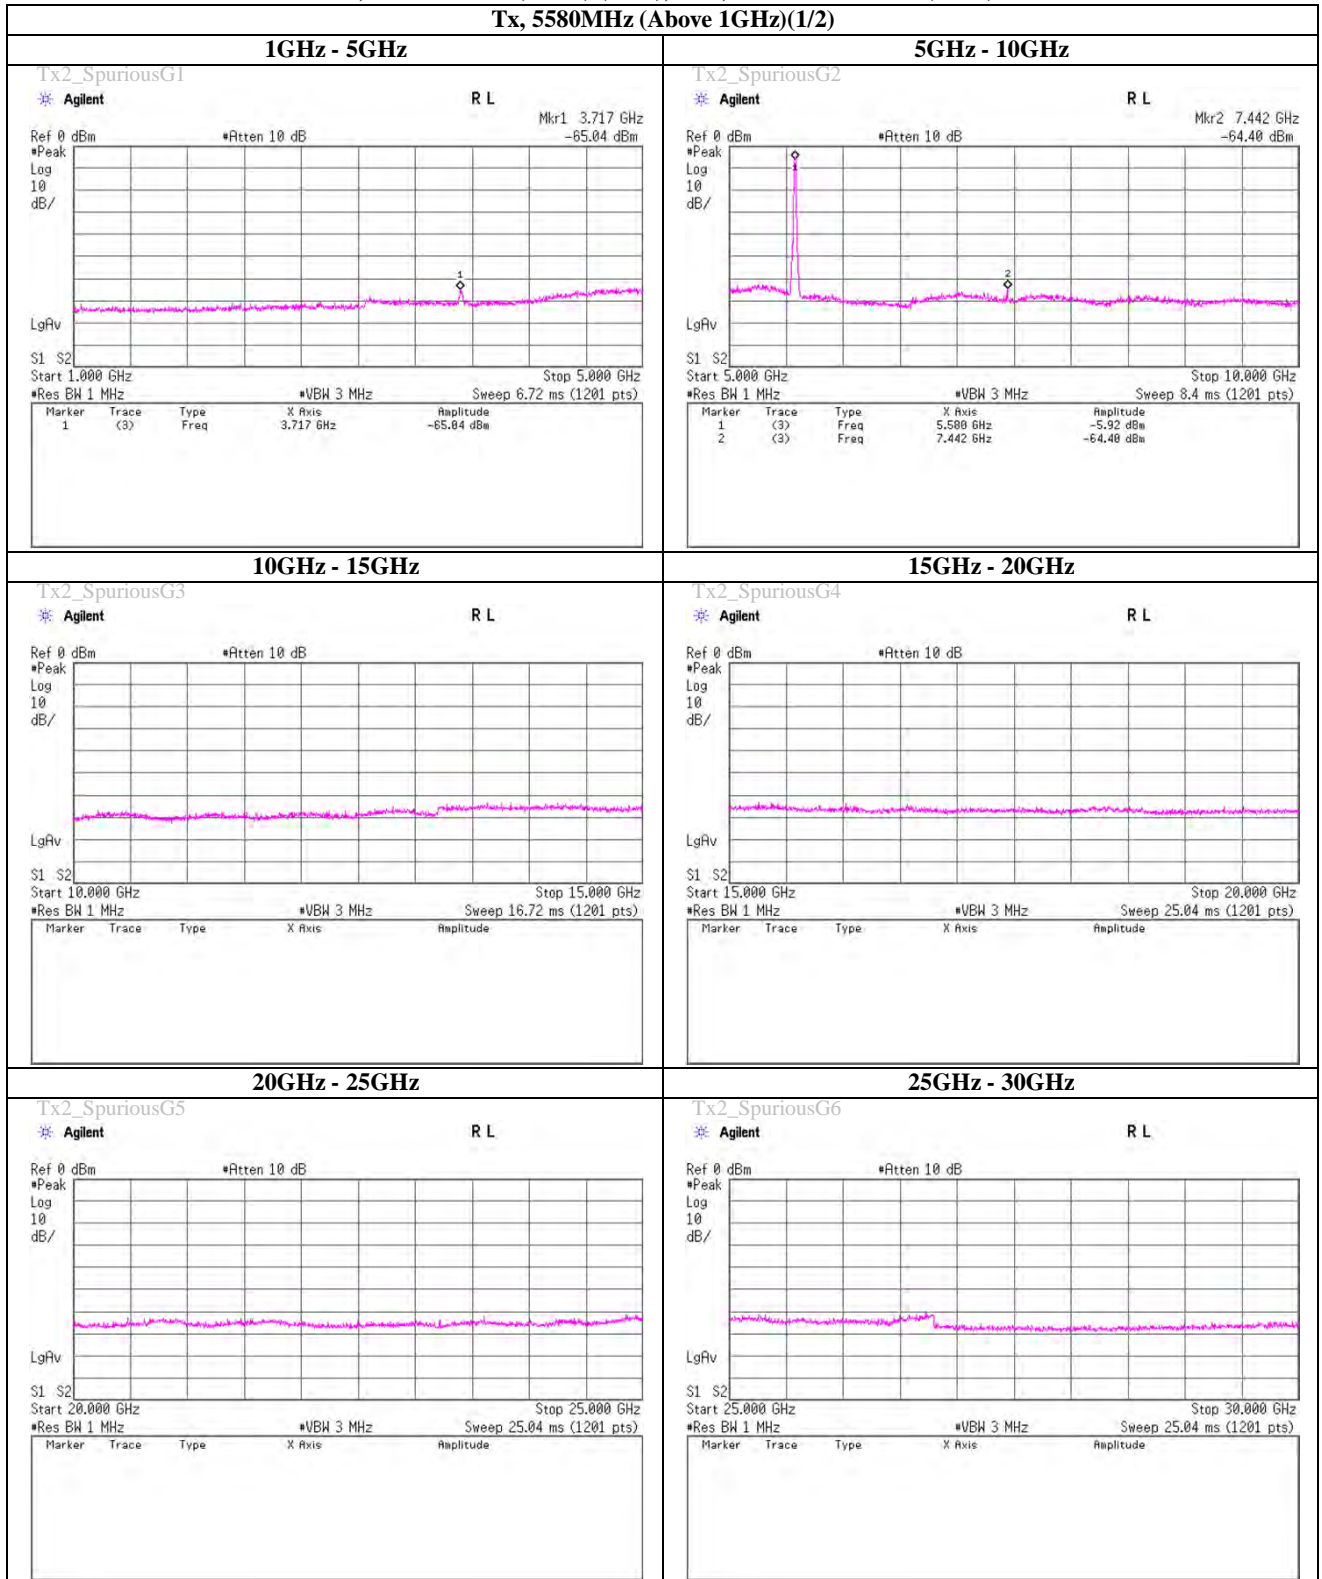 Tx, 5580MHz (Above 1GHz)(1/2)
1GHz - 5GHz
5GHz - 10GHz
Tx2_SpuriousG1
Agilent
R L
Mkr1 3.717 GHz
Ref 0 dBm
#Atten 10 dB
-65.04 dBm
#Peak
Log
10
dB/
1
LgAv
S1 S2
Start 1.000 GHz
Stop 5.000 GHz
#Res BW 1 MHz
#VBW 3 MHz
Sweep 6.72 ms (1201 pts)
Marker Trace Type X Axis Amplitude
1 (3) Freq 3.717 GHz -65.04 dBm
Tx2_SpuriousG2
Agilent
R L
Mkr2 7.442 GHz
Ref 0 dBm
#Atten 10 dB
-64.40 dBm
#Peak
Log
10
dB/
1
2
LgAv
S1 S2
Start 5.000 GHz
Stop 10.000 GHz
#Res BW 1 MHz
#VBW 3 MHz
Sweep 8.4 ms (1201 pts)
Marker Trace Type X Axis Amplitude
1 (3) Freq 5.580 GHz -5.92 dBm
2 (3) Freq 7.442 GHz -64.40 dBm
10GHz - 15GHz
15GHz - 20GHz
Tx2_SpuriousG3
Agilent
R L
Ref 0 dBm
#Atten 10 dB
#Peak
Log
10
dB/
LgAv
S1 S2
Start 10.000 GHz
Stop 15.000 GHz
#Res BW 1 MHz
#VBW 3 MHz
Sweep 16.72 ms (1201 pts)
Marker Trace Type X Axis Amplitude
Tx2_SpuriousG4
Agilent
R L
Ref 0 dBm
#Atten 10 dB
#Peak
Log
10
dB/
LgAv
S1 S2
Start 15.000 GHz
Stop 20.000 GHz
#Res BW 1 MHz
#VBW 3 MHz
Sweep 25.04 ms (1201 pts)
Marker Trace Type X Axis Amplitude
20GHz - 25GHz
25GHz - 30GHz
Tx2_SpuriousG5
Agilent
R L
Ref 0 dBm
#Atten 10 dB
#Peak
Log
10
dB/
LgAv
S1 S2
Start 20.000 GHz
Stop 25.000 GHz
#Res BW 1 MHz
#VBW 3 MHz
Sweep 25.04 ms (1201 pts)
Marker Trace Type X Axis Amplitude
Tx2_SpuriousG6
Agilent
R L
Ref 0 dBm
#Atten 10 dB
#Peak
Log
10
dB/
LgAv
S1 S2
Start 25.000 GHz
Stop 30.000 GHz
#Res BW 1 MHz
#VBW 3 MHz
Sweep 25.04 ms (1201 pts)
Marker Trace Type X Axis Amplitude